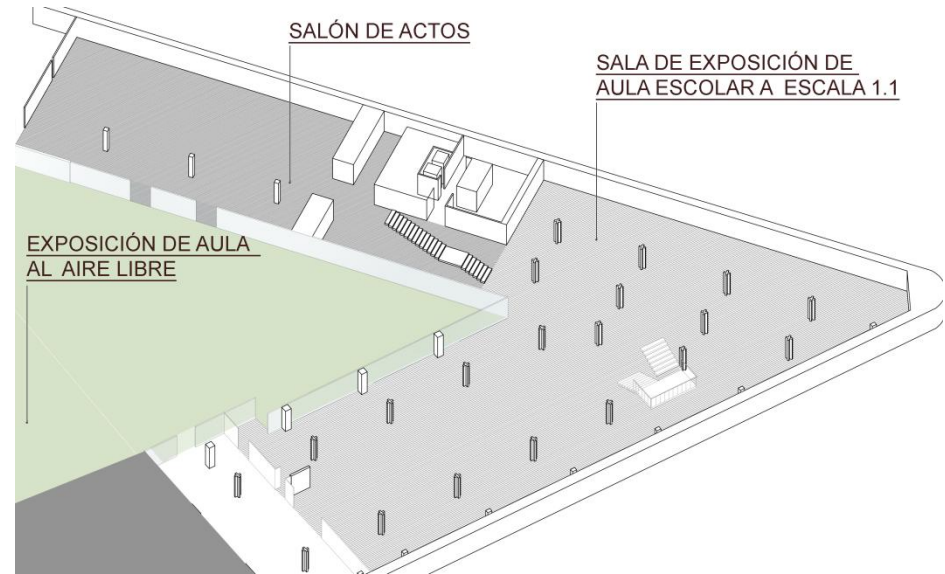 SALÓN DE ACTOS
SALA DE EXPOSICIÓN DE
AULA ESCOLAR A ESCALA 1.1
EXPOSICIÓN DE AULA
AL AIRE LIBRE